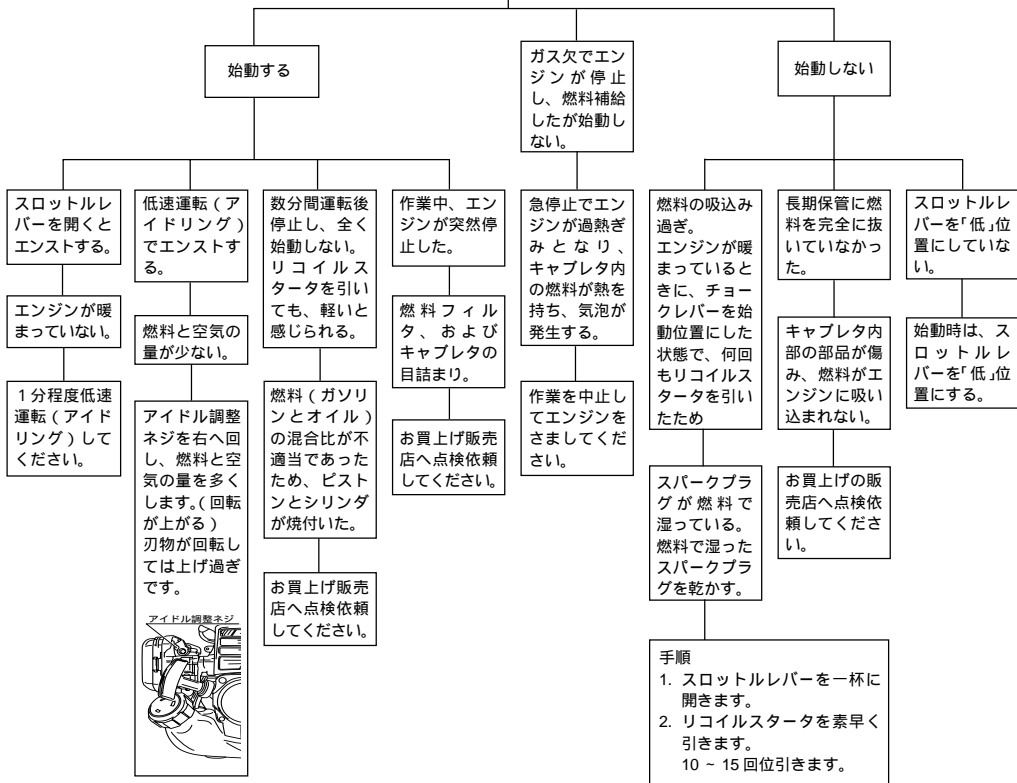 始動する
ガス欠でエン
ジンが停止
し、燃料補給
したが始動し
ない。
始動しない
スロットルレ
バーを開くと
エンストする。
エンジンが暖
まっていない。
1分程度低速
運転(アイド
リング)して
ください。
低速運転(ア
イドリング)
でエンストす
る。
燃料と空気の
量が少ない。
アイドル調整
ネジを右へ回
し、燃料と空
気の量を多く
します。(回転
が上がる)
刃物が回転し
ては上げ過ぎ
です。
アイドル調整ネジ
数分間運転後
停止し、全く
始動しない。
リコイルス
タータを引い
ても、軽いと
感じられる。
燃料(ガソリ
ンとオイル)
の混合比が不
適当であった
ため、ピスト
ンとシリンダ
が焼付いた。
お買上げ販売
店へ点検依頼
してください。
作業中、エン
ジンが突然停
止した。
燃料フィル
タ、および
キャブレタの
目詰まり。
お買上げ販売
店へ点検依頼
してください。
急停止でエ
ンジンが過熱ぎ
みとなり、
キャブレタ内
の燃料が熱を
持ち、気泡が
発生する。
作業を中止し
てエンジンを
さましてくだ
さい。
燃料の吸込み
過ぎ。
エンジンが暖
まっているとき
に、チョー
クレバーを始
動位置にした
状態で、何回
もリコイルス
タータを引い
たため
スパークプラ
グが燃料で
湿っている。
燃料で湿った
スパークプラ
グを乾かす。
手順
1. スロットルレバーを一杯に
開きます。
2. リコイルスタータを素早く
引きます。
10 ~ 15 回位引きます。
長期保管に燃
料を完全に抜
いていなかっ
た。
キャブレタ内
部の部品が傷
み、燃料がエ
ンジンに吸い
込まれない。
お買上げの販
売店へ点検依
頼してくださ
い。
スロットルレ
バーを「低」位
置にしていな
い。
始動時は、ス
ロットルレ
バーを「低」位
置にする。